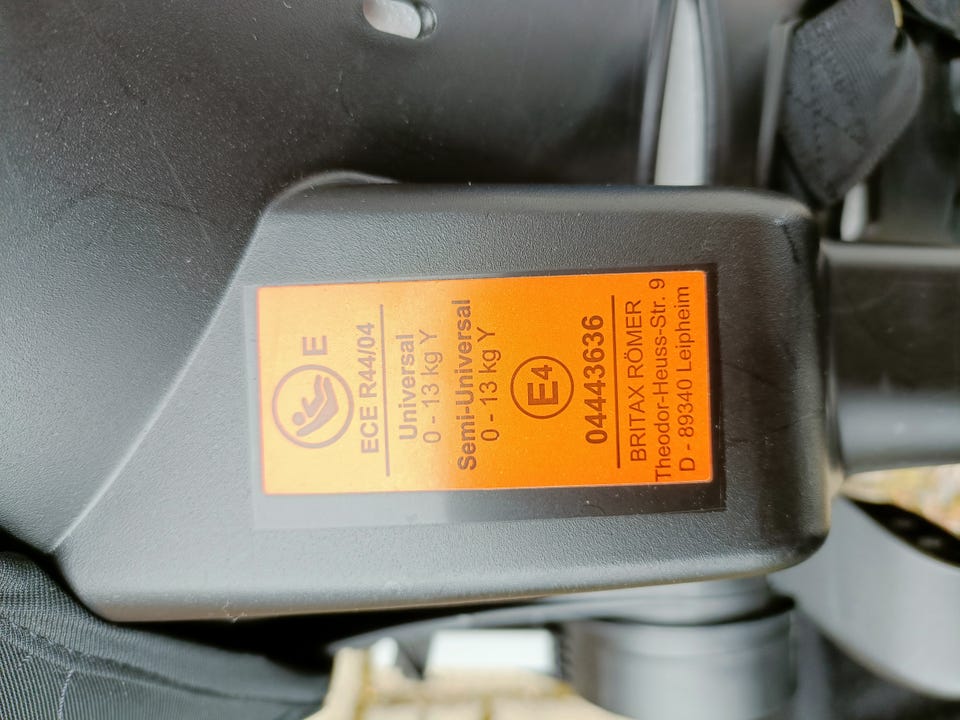 E
ECE R44/04
Universal
0 - 13 kg Y
Semi-Universal
0 - 13 kg Y
E4
04443636
BRITAX RÖMER
Theodor-Heuss-Str. 9
D - 89340 Leipheim